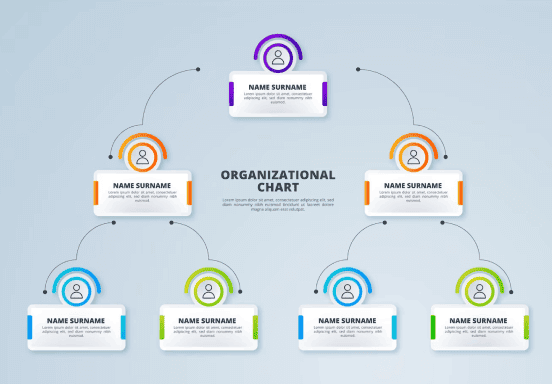 NAME SURNAME
Lorem ipsum dolor sit amet, consectetuer
adipiscing elit, sed diam nonummy nibh
euismod.
NAME SURNAME
Lorem ipsum dolor sit amet, consectetuer
adipiscing elit, sed diam nonummy nibh
euismod.
ORGANIZATIONAL
CHART
Lorem ipsum dolor sit amet, consectetuer adipiscing elit, sed
diam nonummy nibh euismod tincidunt ut laoreet dolore
magna aliquam erat volutpat.
NAME SURNAME
Lorem ipsum dolor sit amet, consectetuer
adipiscing elit, sed diam nonummy nibh
euismod.
NAME SURNAME
Lorem ipsum dolor sit amet, consectetuer
adipiscing elit, sed diam nonummy nibh
euismod.
NAME SURNAME
Lorem ipsum dolor sit amet, consectetuer
adipiscing elit, sed diam nonummy nibh
euismod.
NAME SURNAME
Lorem ipsum dolor sit amet, consectetuer
adipiscing elit, sed diam nonummy nibh
euismod.
NAME SURNAME
Lorem ipsum dolor sit amet, consectetuer
adipiscing elit, sed diam nonummy nibh
euismod.